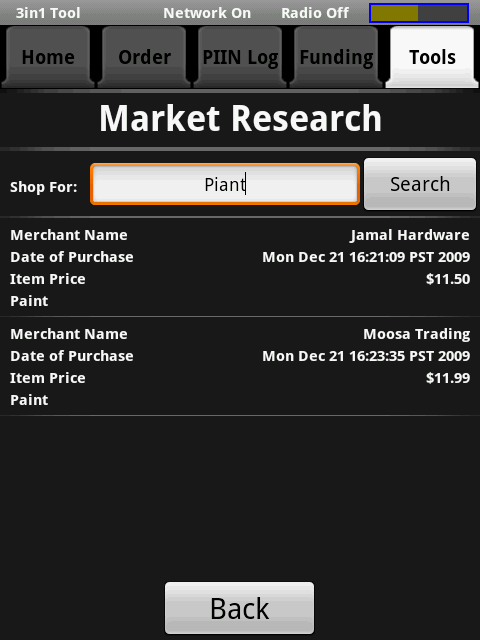 3in1 Tool Network On Radio Off
Home Order PIIN Log Funding Tools
Market Research
Shop For: Piant Search
Merchant Name Jamal Hardware
Date of Purchase Mon Dec 21 16:21:09 PST 2009
Item Price $11.50
Paint
Merchant Name Moosa Trading
Date of Purchase Mon Dec 21 16:23:35 PST 2009
Item Price $11.99
Paint
Back